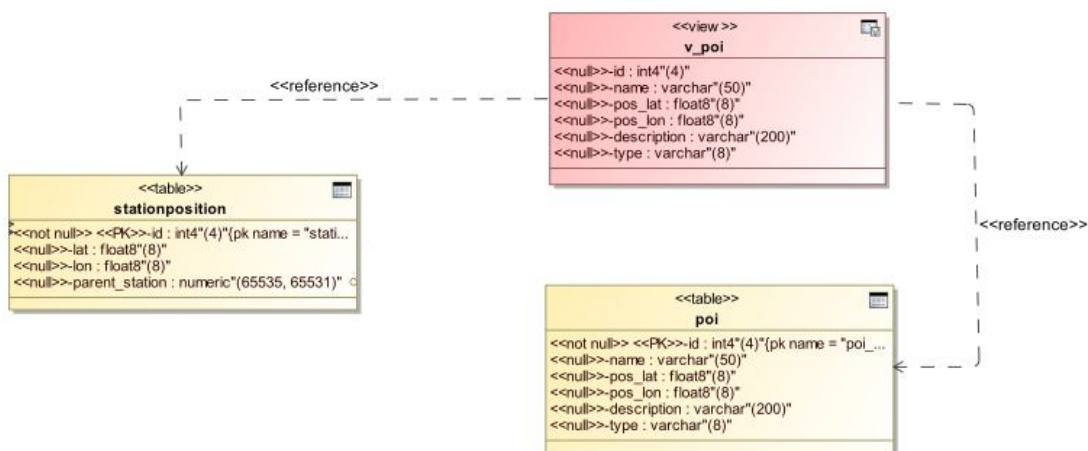 <<view >>
v_poi
<<null>>-id : int4"(4)"
<<null>>-name : varchar"(50)"
<<null>>-pos_lat : float8"(8)"
<<null>>-pos_lon : float8"(8)"
<<null>>-description : varchar"(200)"
<<null>>-type : varchar"(8)"
<<reference>>
<<table>>
stationposition
<<not null>> <<PK>>-id : int4"(4)"{pk name = "stati...
<<null>>-lat : float8"(8)"
<<null>>-lon : float8"(8)"
<<null>>-parent_station : numeric"(65535, 65531)"
<<reference>>
<<table>>
poi
<<not null>> <<PK>>-id : int4"(4)"{pk name = "poi_...
<<null>>-name : varchar"(50)"
<<null>>-pos_lat : float8"(8)"
<<null>>-pos_lon : float8"(8)"
<<null>>-description : varchar"(200)"
<<null>>-type : varchar"(8)"